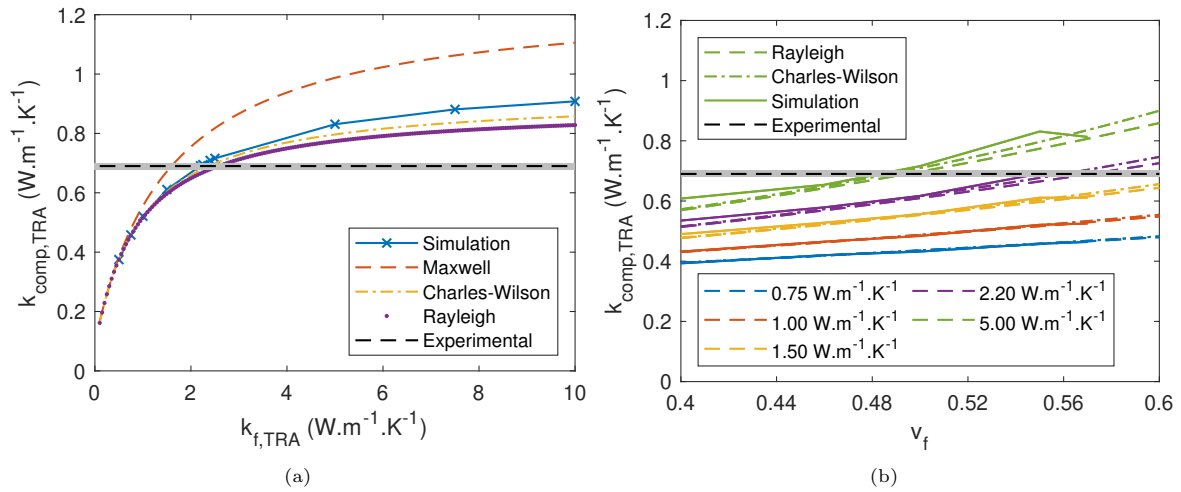 1.2
1
0.8
0.6
0.4
0.2
0
0 2 4 6 8 10
k_comp,TRA (W.m⁻¹.K⁻¹)
k_f,TRA (W.m⁻¹.K⁻¹)
Simulation
Maxwell
Charles-Wilson
Rayleigh
Experimental
(a)
1.2
1
0.8
0.6
0.4
0.2
0
0.4 0.44 0.48 0.52 0.56 0.6
k_comp,TRA (W.m⁻¹.K⁻¹)
v_f
Rayleigh
Charles-Wilson
Simulation
Experimental
0.75 W.m⁻¹.K⁻¹ 2.20 W.m⁻¹.K⁻¹
1.00 W.m⁻¹.K⁻¹ 5.00 W.m⁻¹.K⁻¹
1.50 W.m⁻¹.K⁻¹
(b)